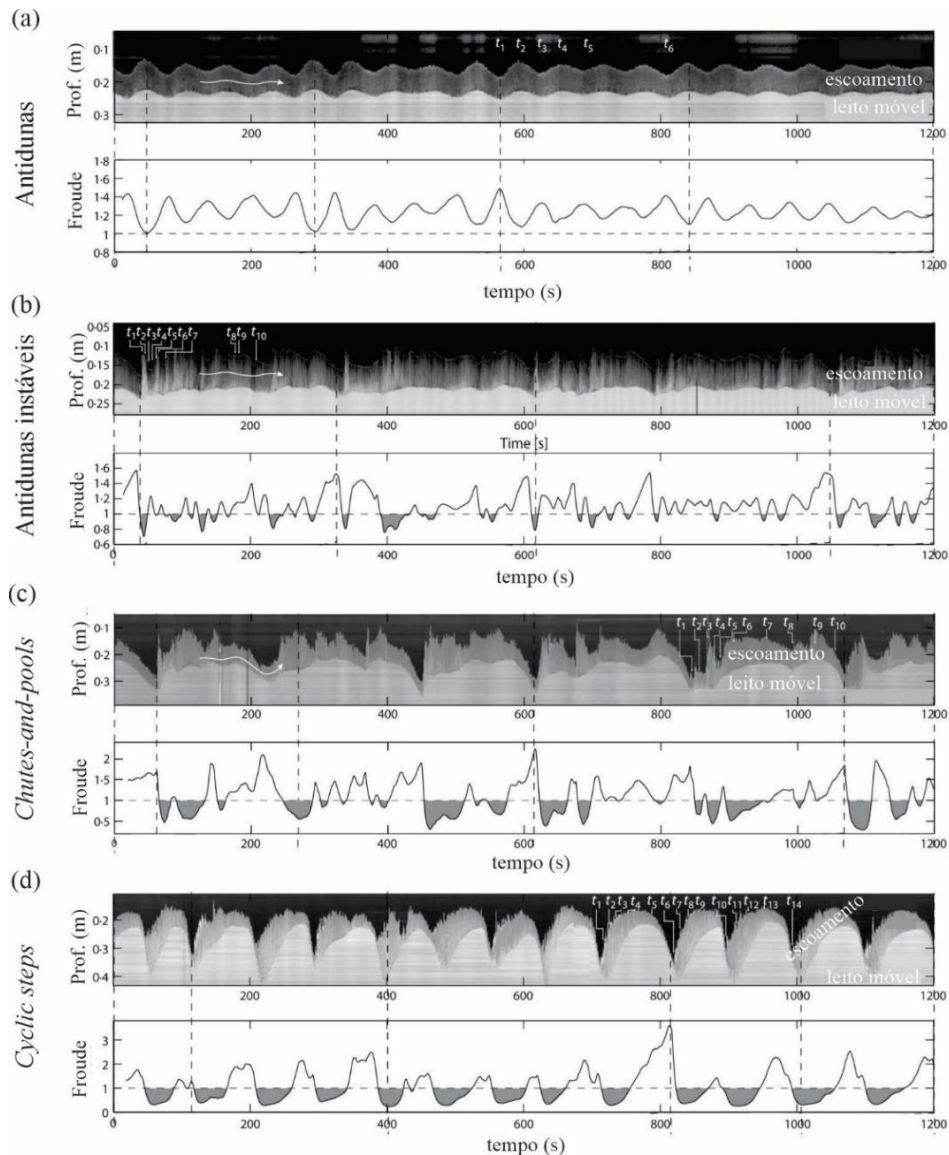 (a)
Antidunas
Prof. (m)
0·1
0·2
0·3
t1 t2 t3 t4 t5 t6
escoamento
leito móvel
200 400 600 800 1000 1200
Froude
1·8
1·6
1·4
1·2
1
0·8
0 200 400 600 800 1000 1200
tempo (s)
(b)
Antidunas instáveis
Prof. (m)
0·05
0·1
0·15
0·2
0·25
t1 t2 t3 t4 t5 t6 t7 t8 t9 t10
escoamento
leito móvel
200 400 600 800 1000 1200
Time [s]
Froude
1·6
1·4
1·2
1
0·8
0·6
0 200 400 600 800 1000 1200
tempo (s)
(c)
Chutes-and-pools
Prof. (m)
0·1
0·2
0·3
t1 t2 t3 t4 t5 t6 t7 t8 t9 t10
escoamento
leito móvel
200 400 600 800 1000 1200
Froude
2
1·5
1
0·5
0 200 400 600 800 1000 1200
tempo (s)
(d)
Cyclic steps
Prof. (m)
0·2
0·3
0·4
t1 t2 t3 t4 t5 t6 t7 t8 t9 t10 t11 t12 t13 t14
escoamento
leito móvel
200 400 600 800 1000 1200
Froude
3
2
1
0
0 200 400 600 800 1000 1200
tempo (s)